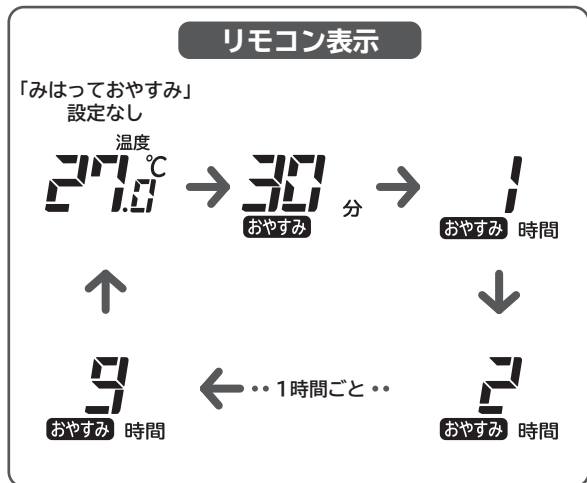 リモコン表示
「みはっておやすみ」
設定なし
温度
27.0℃
30 分
おやすみ
1
おやすみ 時間
2
おやすみ 時間
‥1時間ごと‥
9
おやすみ 時間